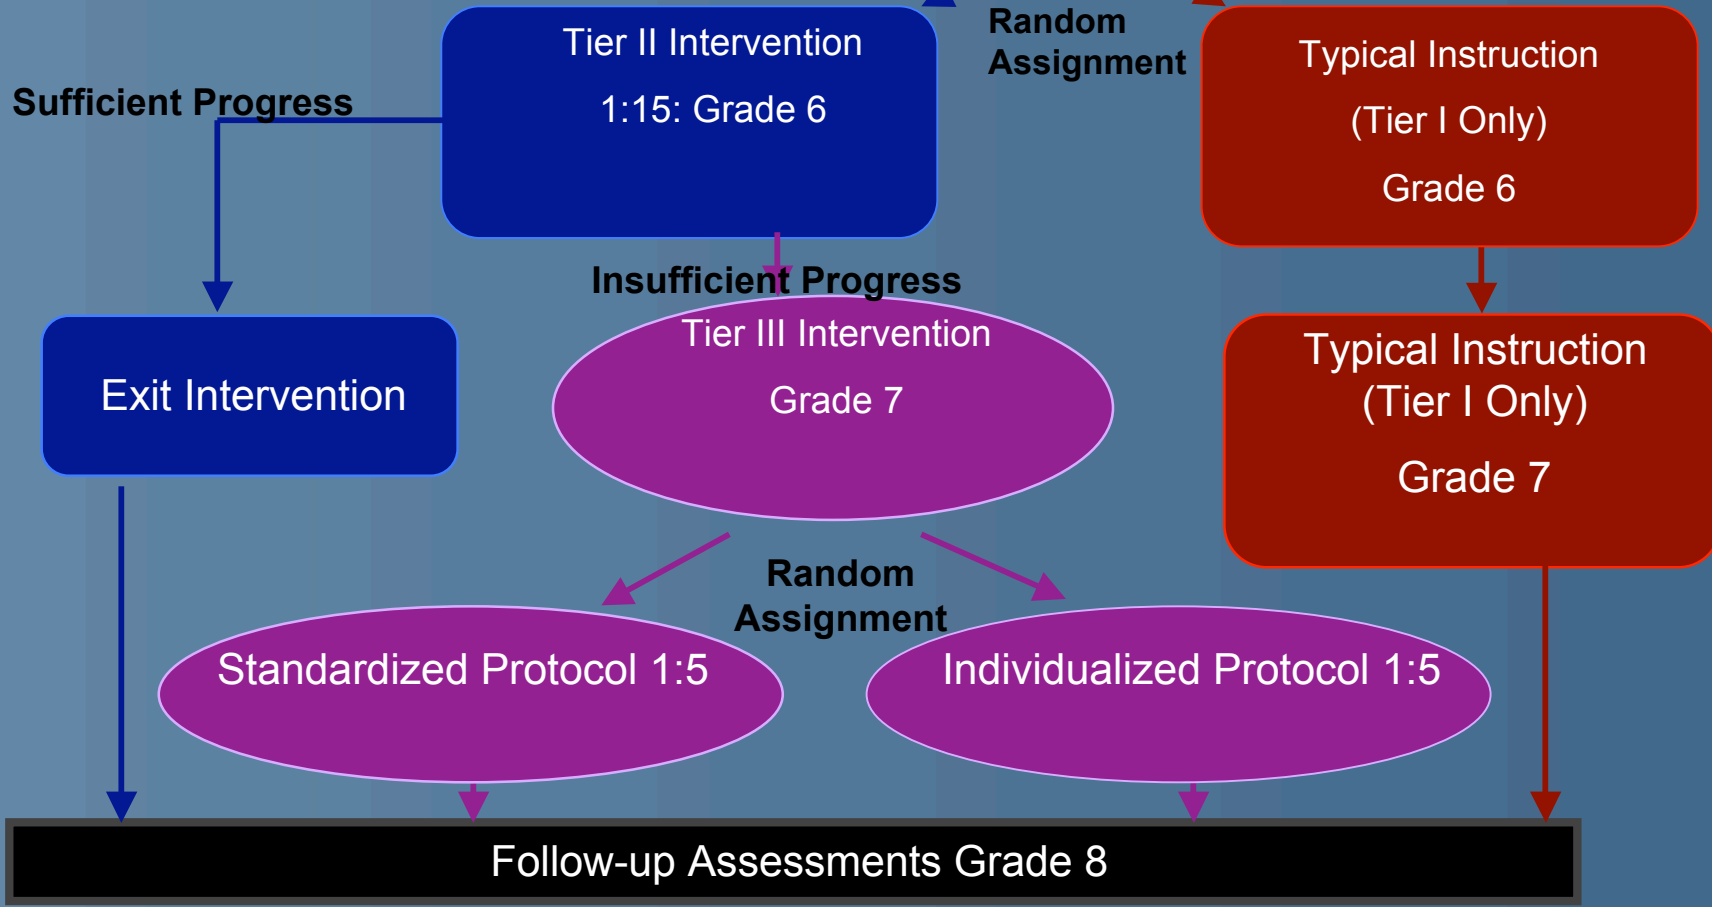 Random
Assignment
Tier II Intervention
1:15: Grade 6
Typical Instruction
(Tier I Only)
Grade 6
Sufficient Progress
Insufficient Progress
Exit Intervention
Tier III Intervention
Grade 7
Typical Instruction
(Tier I Only)
Grade 7
Random
Assignment
Standardized Protocol 1:5
Individualized Protocol 1:5
Follow-up Assessments Grade 8